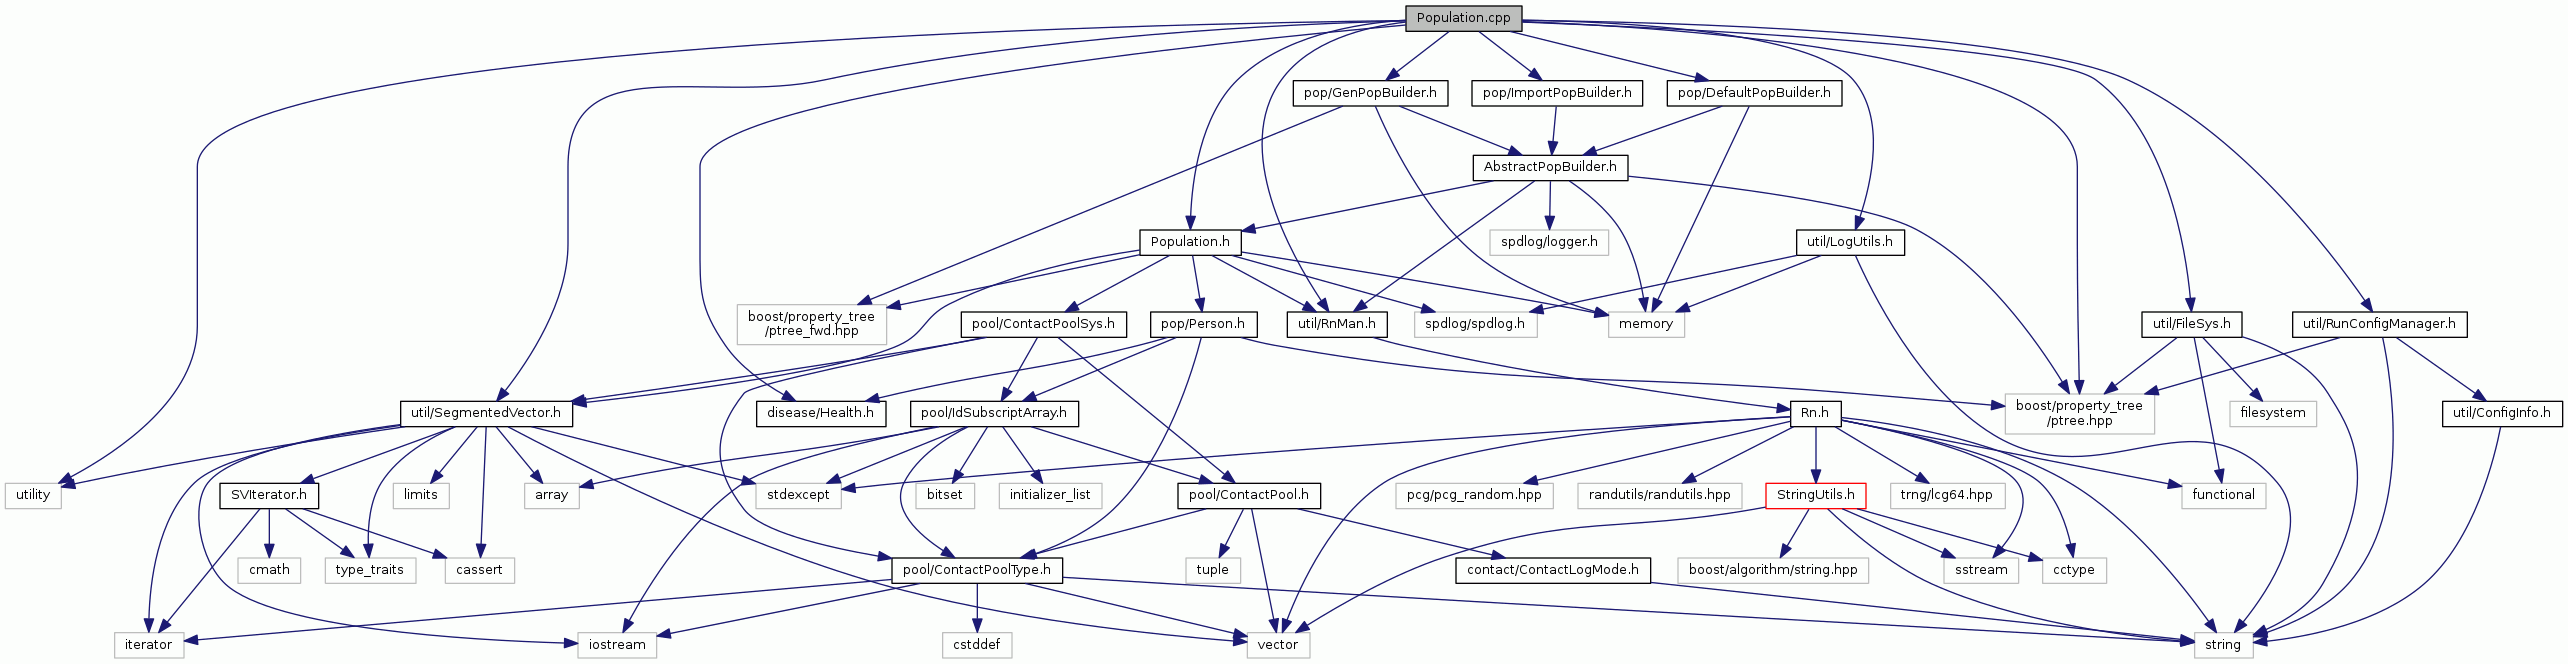 Population.cpp
pop/GenPopBuilder.h
pop/ImportPopBuilder.h
pop/DefaultPopBuilder.h
AbstractPopBuilder.h
Population.h
spdlog/logger.h
util/LogUtils.h
boost/property_tree
/ptree_fwd.hpp
pool/ContactPoolSys.h
pop/Person.h
util/RnMan.h
spdlog/spdlog.h
memory
util/FileSys.h
util/RunConfigManager.h
util/SegmentedVector.h
disease/Health.h
pool/IdSubscriptArray.h
Rn.h
boost/property_tree
/ptree.hpp
filesystem
util/ConfigInfo.h
utility
SVIterator.h
limits
array
stdexcept
bitset
initializer_list
pool/ContactPool.h
pcg/pcg_random.hpp
randutils/randutils.hpp
StringUtils.h
trng/lcg64.hpp
functional
cmath
type_traits
cassert
pool/ContactPoolType.h
tuple
contact/ContactLogMode.h
boost/algorithm/string.hpp
sstream
cctype
iterator
iostream
cstddef
vector
string